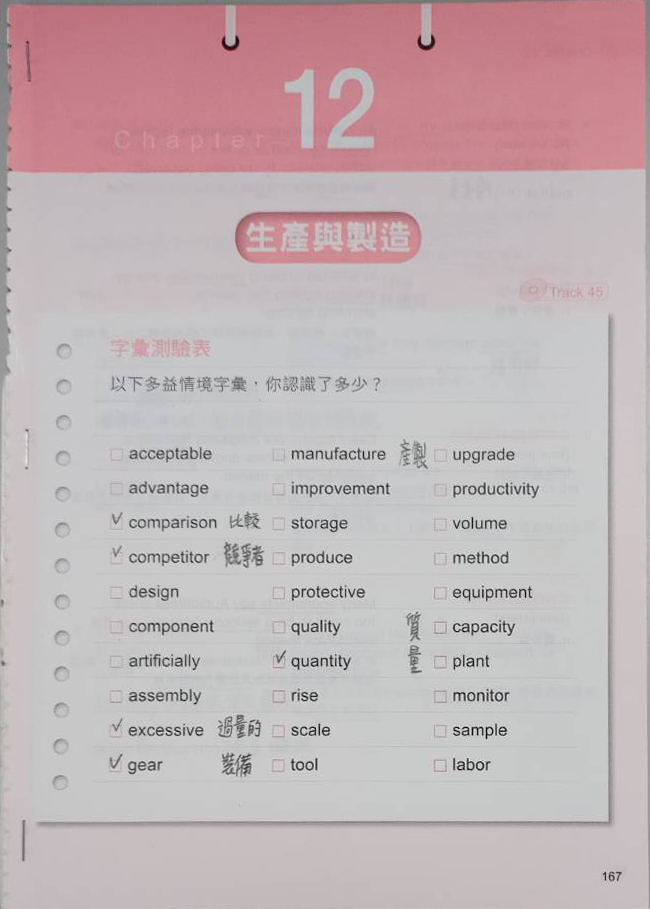 Chapter 12
生產與製造
Track 45
字彙測驗表
以下多益情境字彙，你認識了多少？
acceptable manufacture 產製 upgrade
advantage improvement productivity
✓ comparison 比較 storage volume
✓ competitor 競爭者 produce method
design protective equipment
component quality 質 capacity
artificially ✓ quantity 量 plant
assembly rise monitor
✓ excessive 過量的 scale sample
✓ gear 裝備 tool labor
167